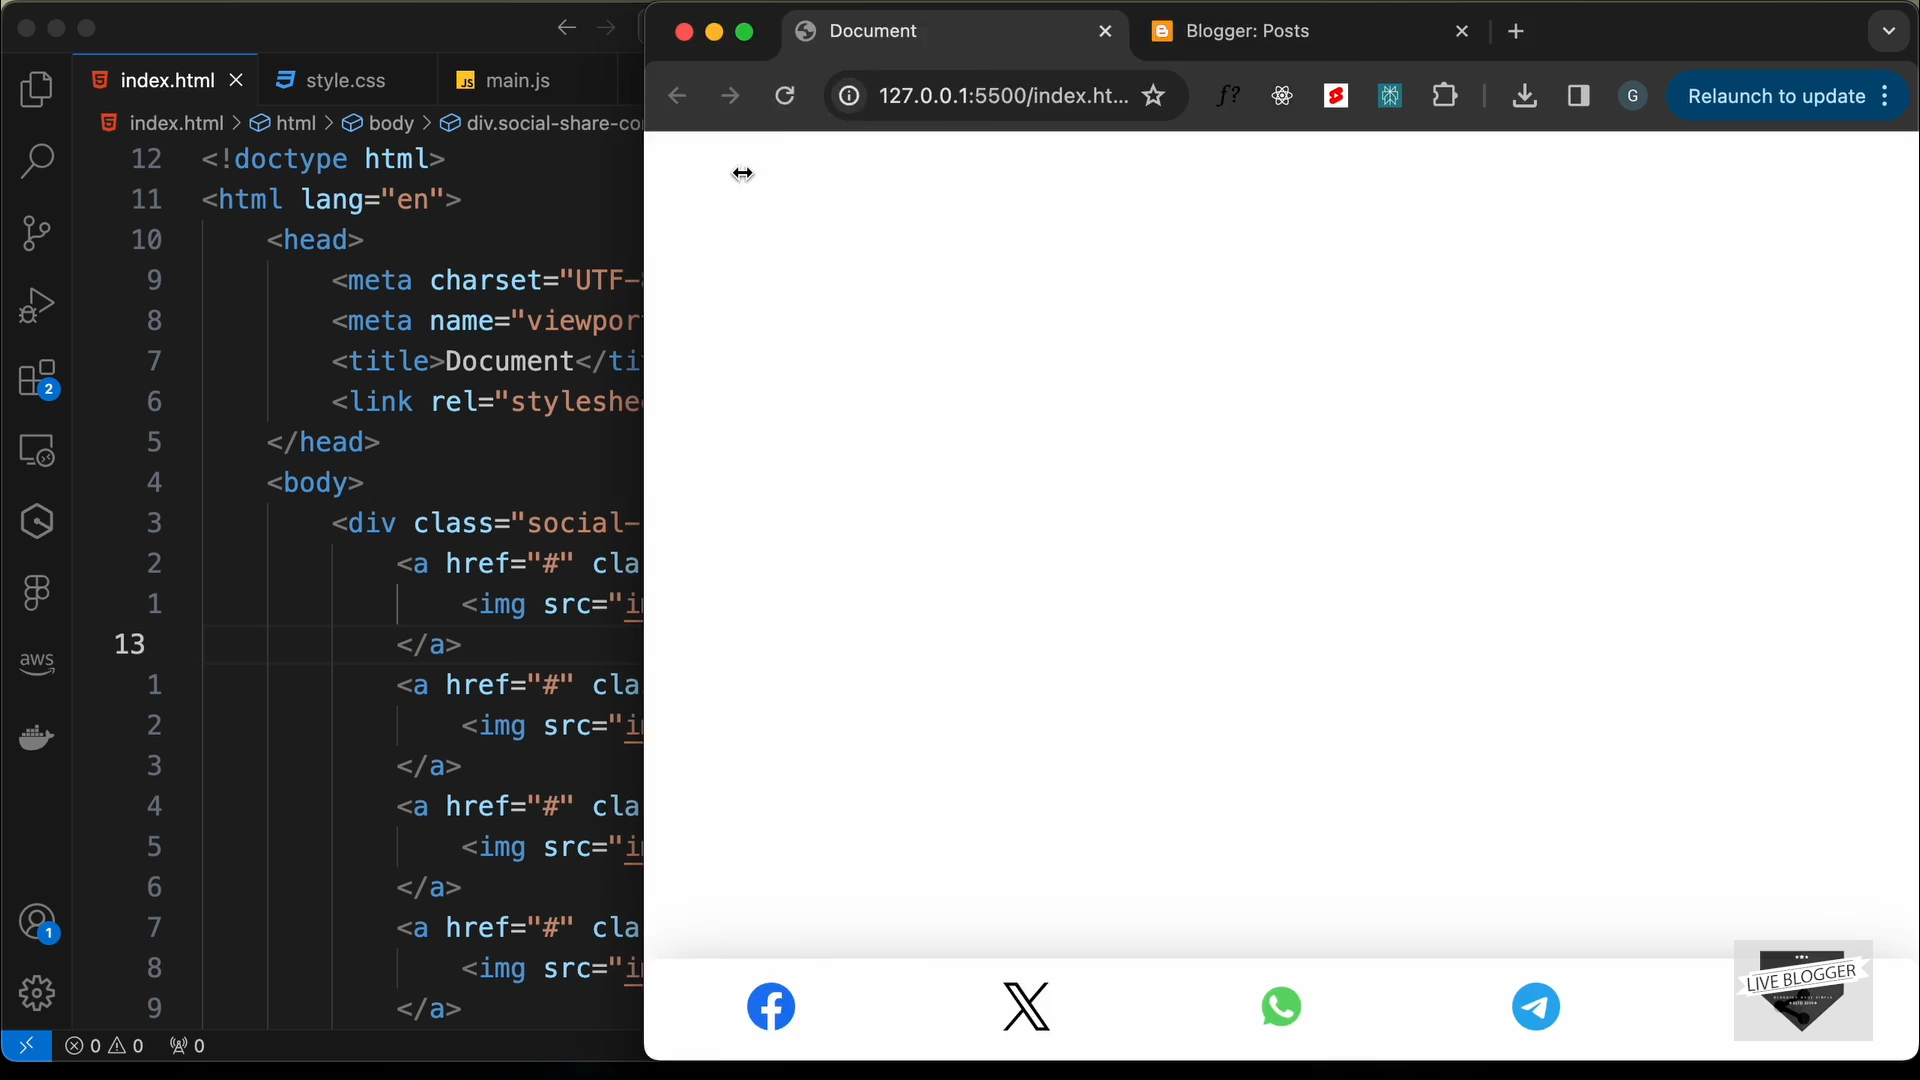 index.html
style.css
JS main.js
index.html > html > body > div.social-share-co
12 <!doctype html>
11 <html lang="en">
10 <head>
9 <meta charset="UTF-
8 <meta name="viewpor
7 <title>Document</ti
6 <link rel="styleshe
5 </head>
4 <body>
3 <div class="social-
2 <a href="#" cla
1 <img src="i
13 </a>
1 <a href="#" cla
2 <img src="i
3 </a>
4 <a href="#" cla
5 <img src="i
6 </a>
7 <a href="#" cla
8 <img src="i
9 </a>
2
aws
1
0 0 0
Document
Blogger: Posts
127.0.0.1:5500/index.ht...
f?
G
Relaunch to update
LIVE BLOGGER